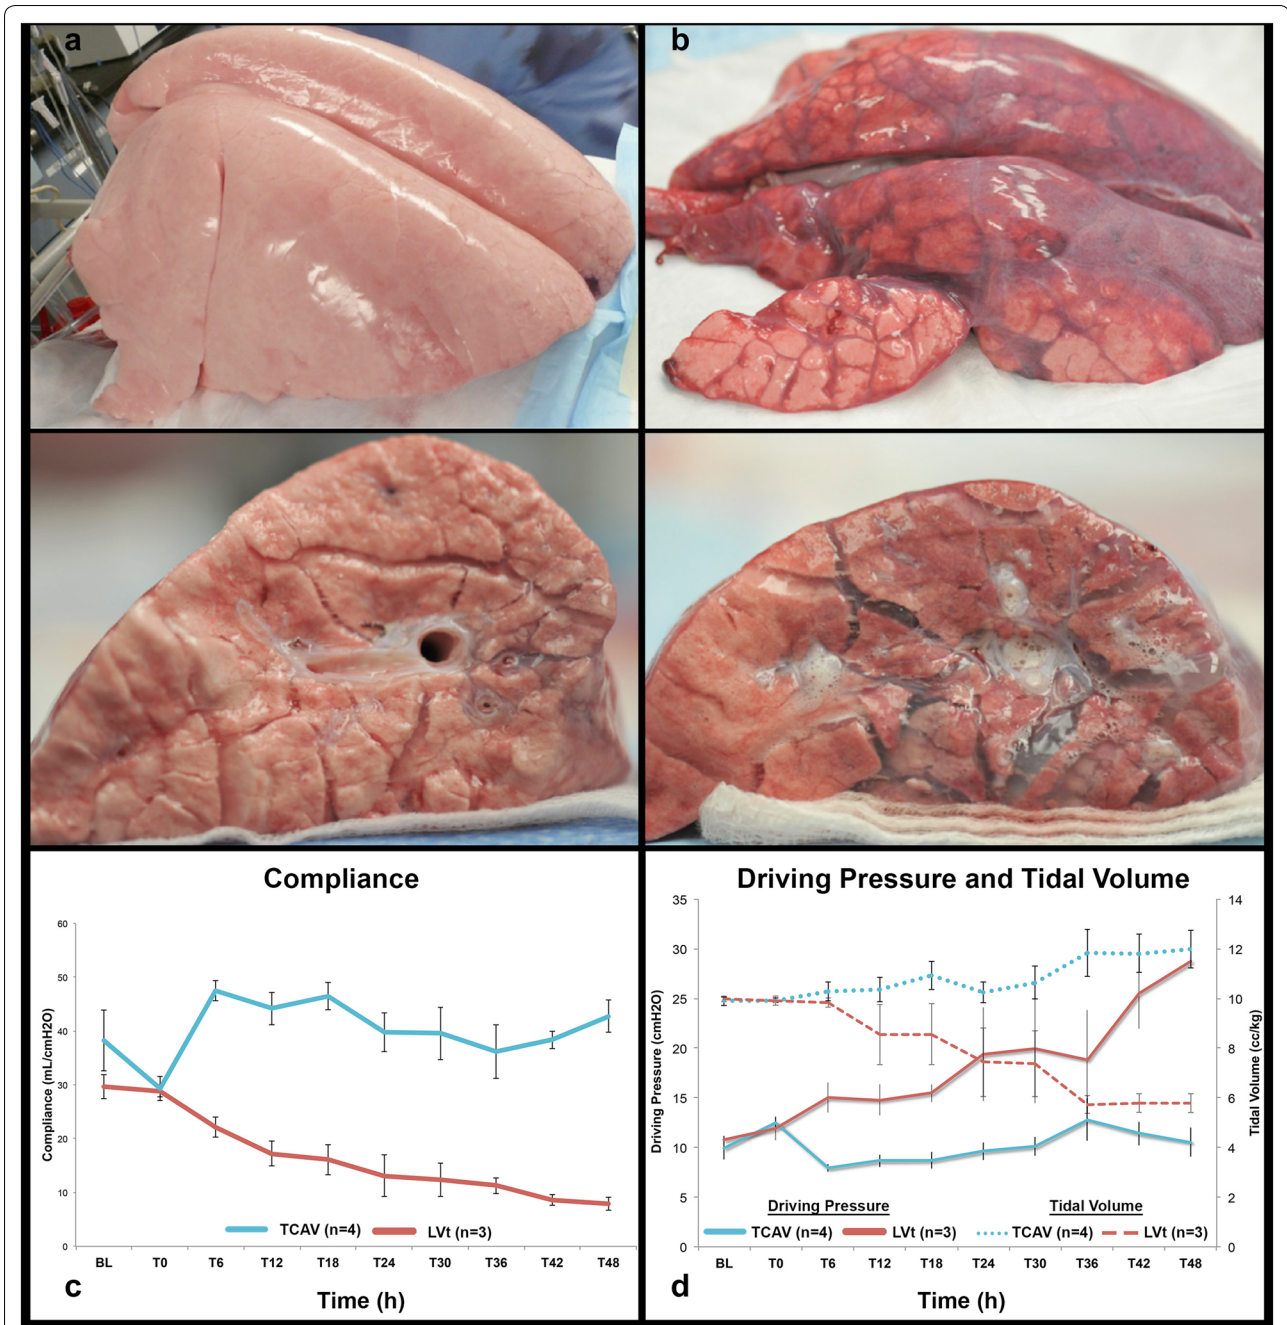 a
b
Compliance
60
50
40
30
20
10
0
Compliance (mL/cmH2O)
TCAV (n=4) LVt (n=3)
BL T0 T6 T12 T18 T24 T30 T36 T42 T48
c
Time (h)
Driving Pressure and Tidal Volume
35
30
25
20
15
10
5
0
Driving Pressure (cmH2O)
14
12
10
8
6
4
2
0
Tidal Volume (cc/kg)
Driving Pressure Tidal Volume
TCAV (n=4) LVt (n=3) TCAV (n=4) LVt (n=3)
BL T0 T6 T12 T18 T24 T30 T36 T42 T48
d
Time (h)